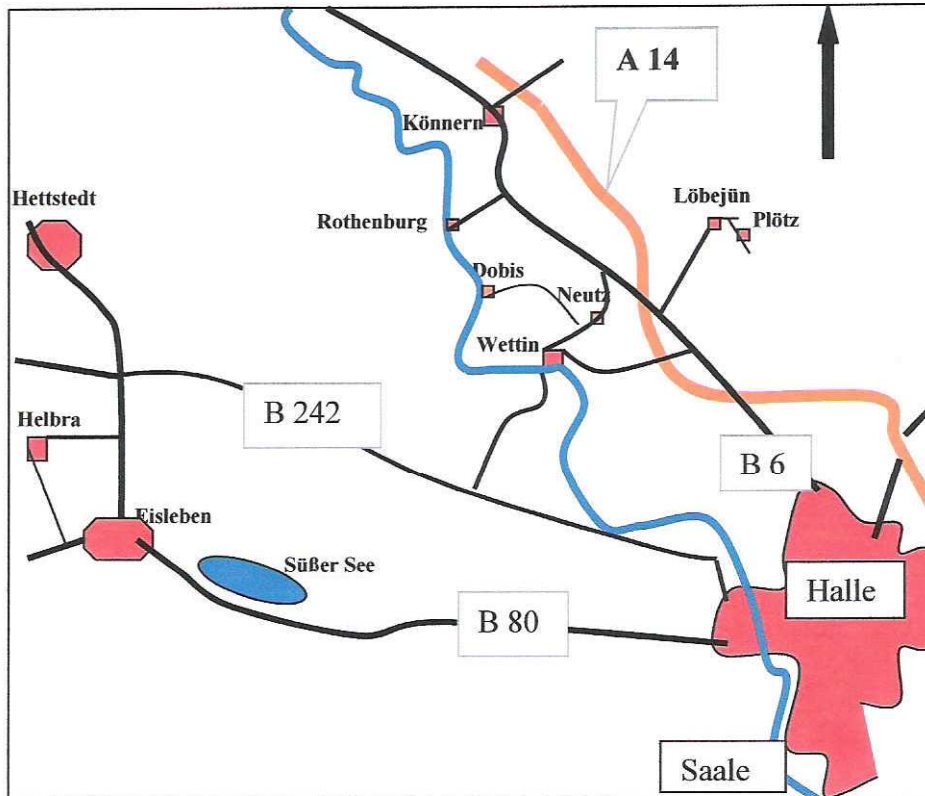 A 14
Könnern
Hettstedt
Rothenburg
Löbejün
Plötz
Dobis
Neutz
Wettin
B 242
Helbra
B 6
Eisleben
Süßer See
Halle
B 80
Saale